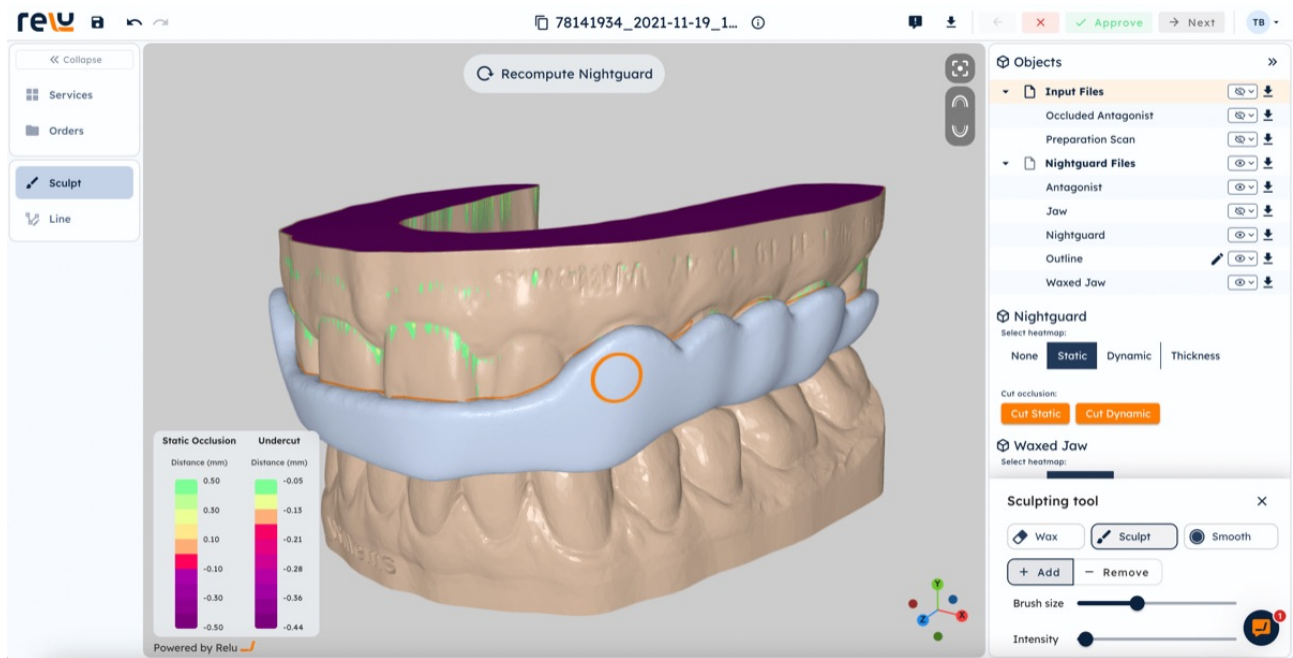 relu
78141934_2021-11-19_1...
Approve
Next
TB
Collapse
Services
Orders
Sculpt
Line
Recompute Nightguard
Objects
Input Files
Occluded Antagonist
Preparation Scan
Nightguard Files
Antagonist
Jaw
Nightguard
Outline
Waxed Jaw
Nightguard
Select heatmap:
None Static Dynamic Thickness
Cut occlusion:
Cut Static Cut Dynamic
Waxed Jaw
Select heatmap:
Static Occlusion Undercut
Distance (mm) Distance (mm)
0.50 -0.05
0.30 -0.13
0.10 -0.21
-0.10 -0.28
-0.30 -0.36
-0.50 -0.44
Powered by Relu
Y
X
Z
Sculpting tool
Wax Sculpt Smooth
+ Add - Remove
Brush size
Intensity
1